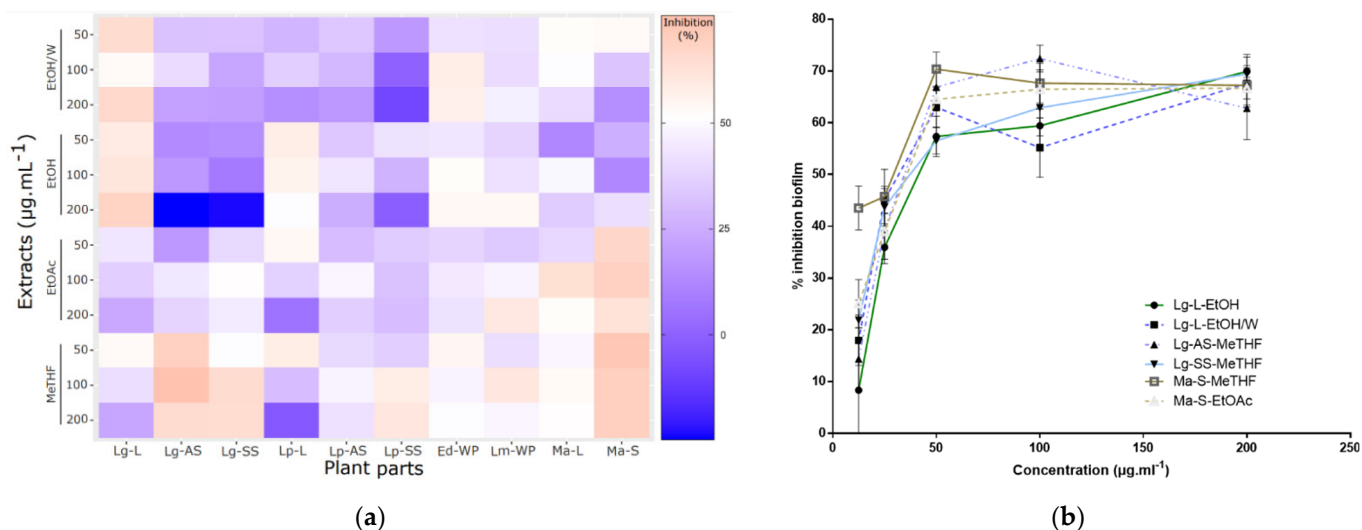 Extracts (µg.mL⁻¹)
EtOH/W
50
100
200
EtOH
50
100
200
EtOAc
50
100
200
MeTHF
50
100
200
Lg-L Lg-AS Lg-SS Lp-L Lp-AS Lp-SS Ed-WP Lm-WP Ma-L Ma-S
Plant parts
Inhibition
(%)
50
25
0
(a)
% inhibition biofilm
80
70
60
50
40
30
20
10
0
0 50 100 150 200 250
Concentration (µg.ml⁻¹)
Lg-L-EtOH
Lg-L-EtOH/W
Lg-AS-MeTHF
Lg-SS-MeTHF
Ma-S-MeTHF
Ma-S-EtOAc
(b)